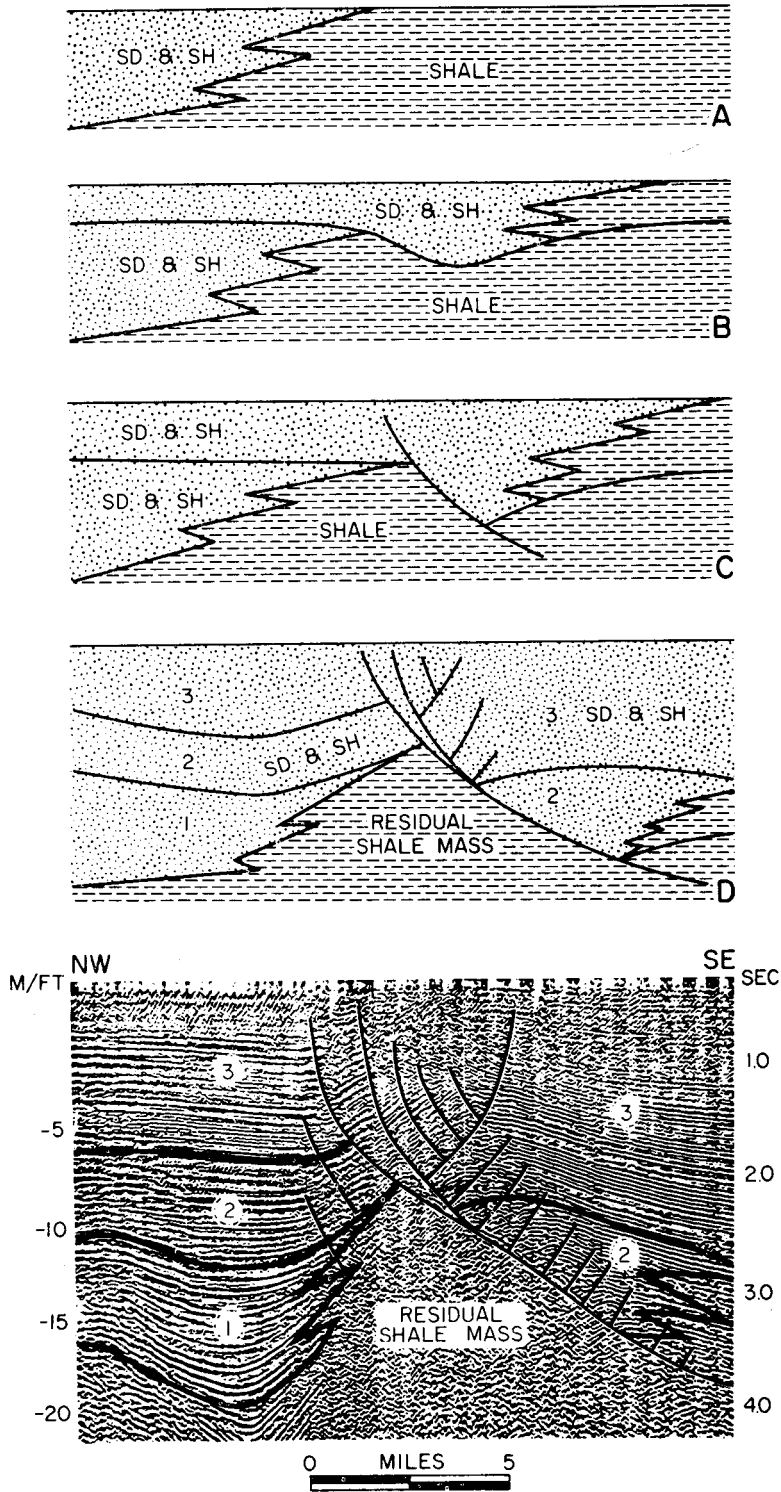 SD & SH
SHALE
A
SD & SH
SD & SH
SHALE
B
SD & SH
SD & SH
SHALE
C
3
3 SD & SH
2 SD & SH
2
1
RESIDUAL
SHALE MASS
D
NW
SE
M/FT
SEC
3
1.0
3
-5
2.0
2
-10
2
3.0
-15
1
RESIDUAL
SHALE MASS
-20
4.0
0 MILES 5